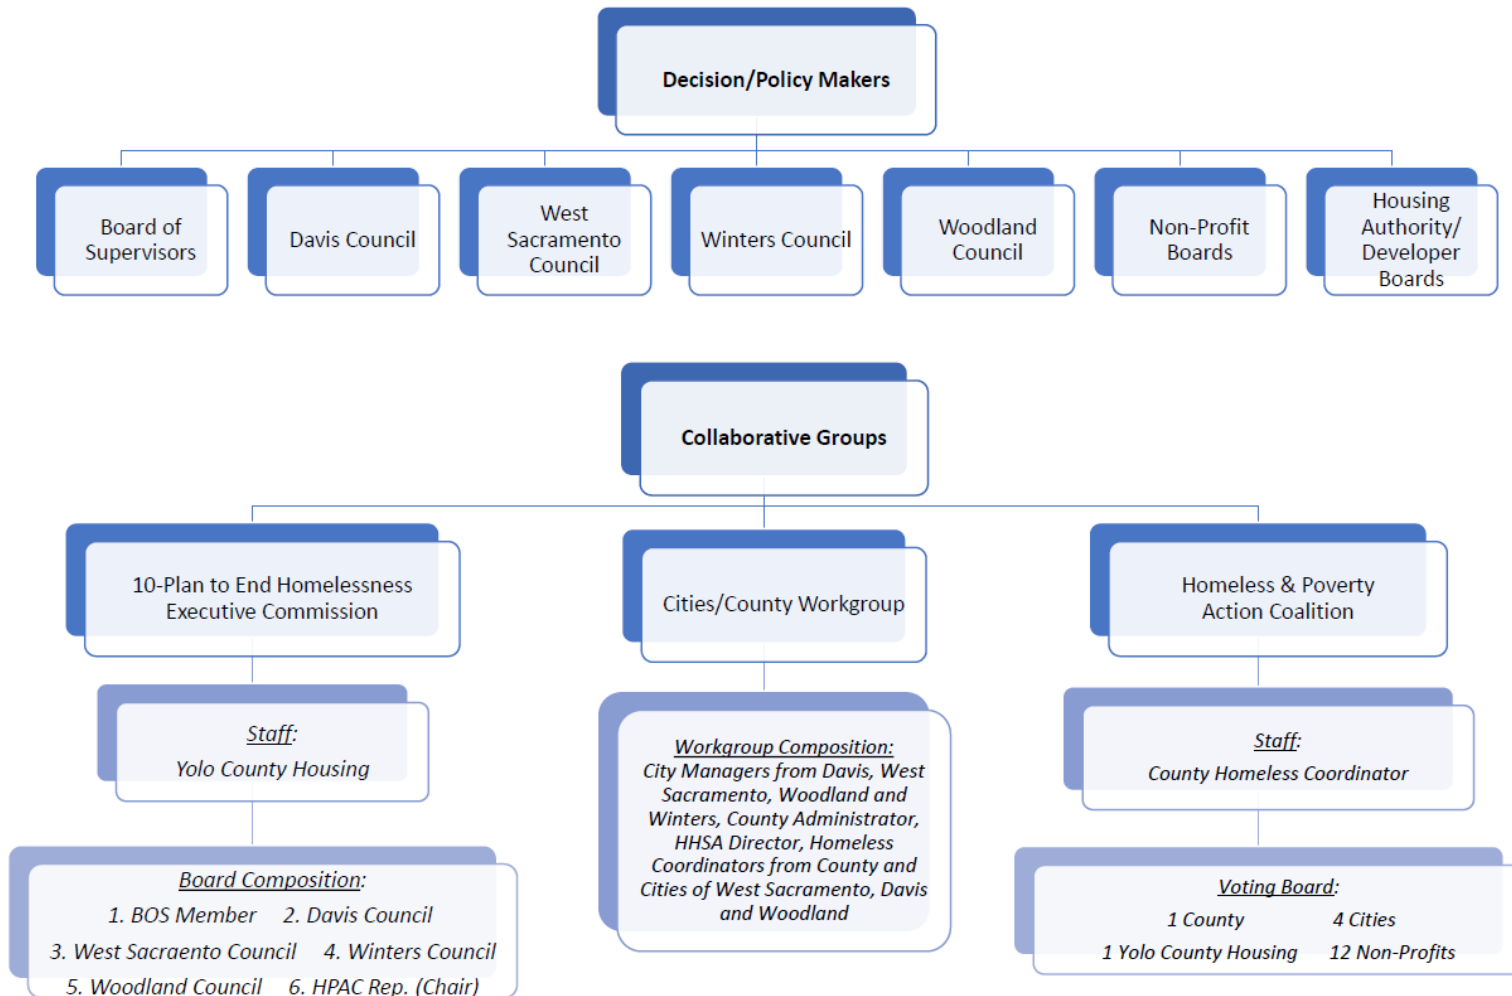 Decision/Policy Makers
Board of
Supervisors
Davis Council
West
Sacramento
Council
Winters Council
Woodland
Council
Non-Profit
Boards
Housing
Authority/
Developer
Boards
Collaborative Groups
10-Plan to End Homelessness
Executive Commission
Staff:
Yolo County Housing
Board Composition:
1. BOS Member 2. Davis Council
3. West Sacraento Council 4. Winters Council
5. Woodland Council 6. HPAC Rep. (Chair)
Cities/County Workgroup
Workgroup Composition:
City Managers from Davis, West
Sacramento, Woodland and
Winters, County Administrator,
HHSA Director, Homeless
Coordinators from County and
Cities of West Sacramento, Davis
and Woodland
Homeless & Poverty
Action Coalition
Staff:
County Homeless Coordinator
Voting Board:
1 County 4 Cities
1 Yolo County Housing 12 Non-Profits